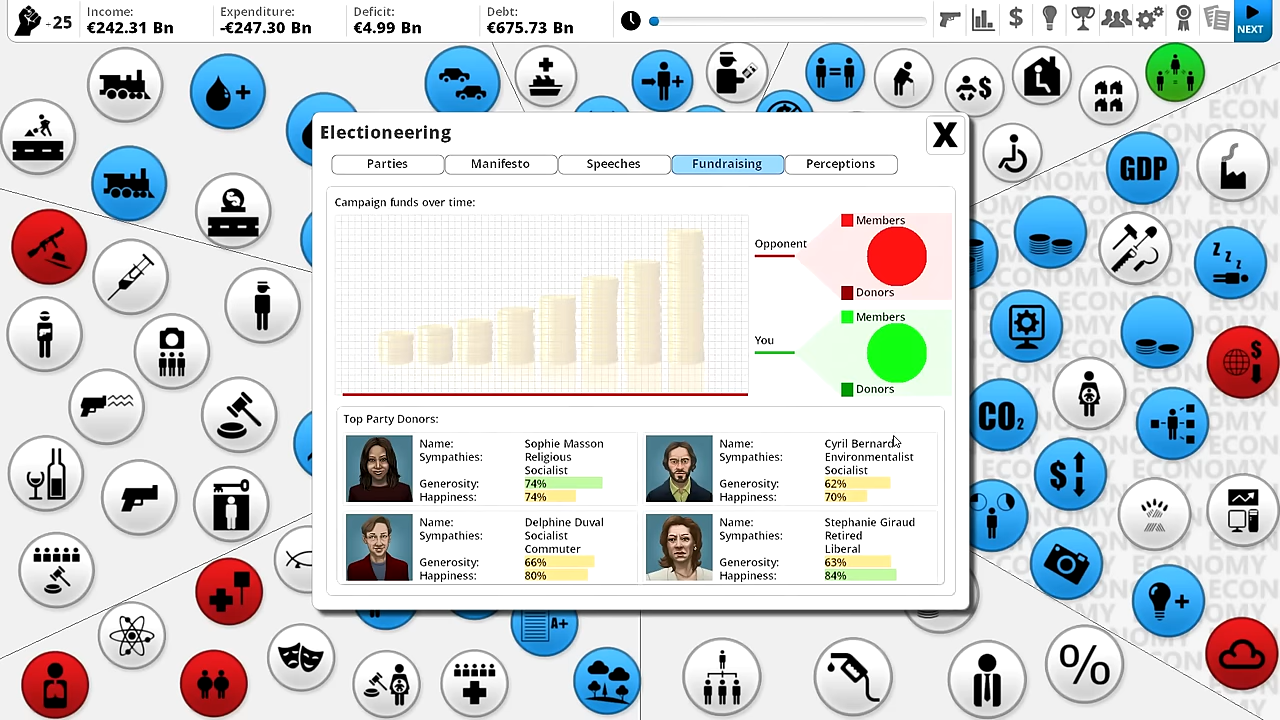 -25
Income:
€242.31 Bn
Expenditure:
-€247.30 Bn
Deficit:
€4.99 Bn
Debt:
€675.73 Bn
NEXT
Electioneering
X
Parties
Manifesto
Speeches
Fundraising
Perceptions
Campaign funds over time:
Opponent
Members
Donors
You
Members
Donors
Top Party Donors:
Name: Sophie Masson
Sympathies: Religious
Socialist
Generosity: 74%
Happiness: 74%
Name: Cyril Bernard
Sympathies: Environmentalist
Socialist
Generosity: 62%
Happiness: 70%
Name: Delphine Duval
Sympathies: Socialist
Commuter
Generosity: 66%
Happiness: 80%
Name: Stephanie Giraud
Sympathies: Retired
Liberal
Generosity: 63%
Happiness: 84%
GDP
CO₂
A+
%
ECONOMY